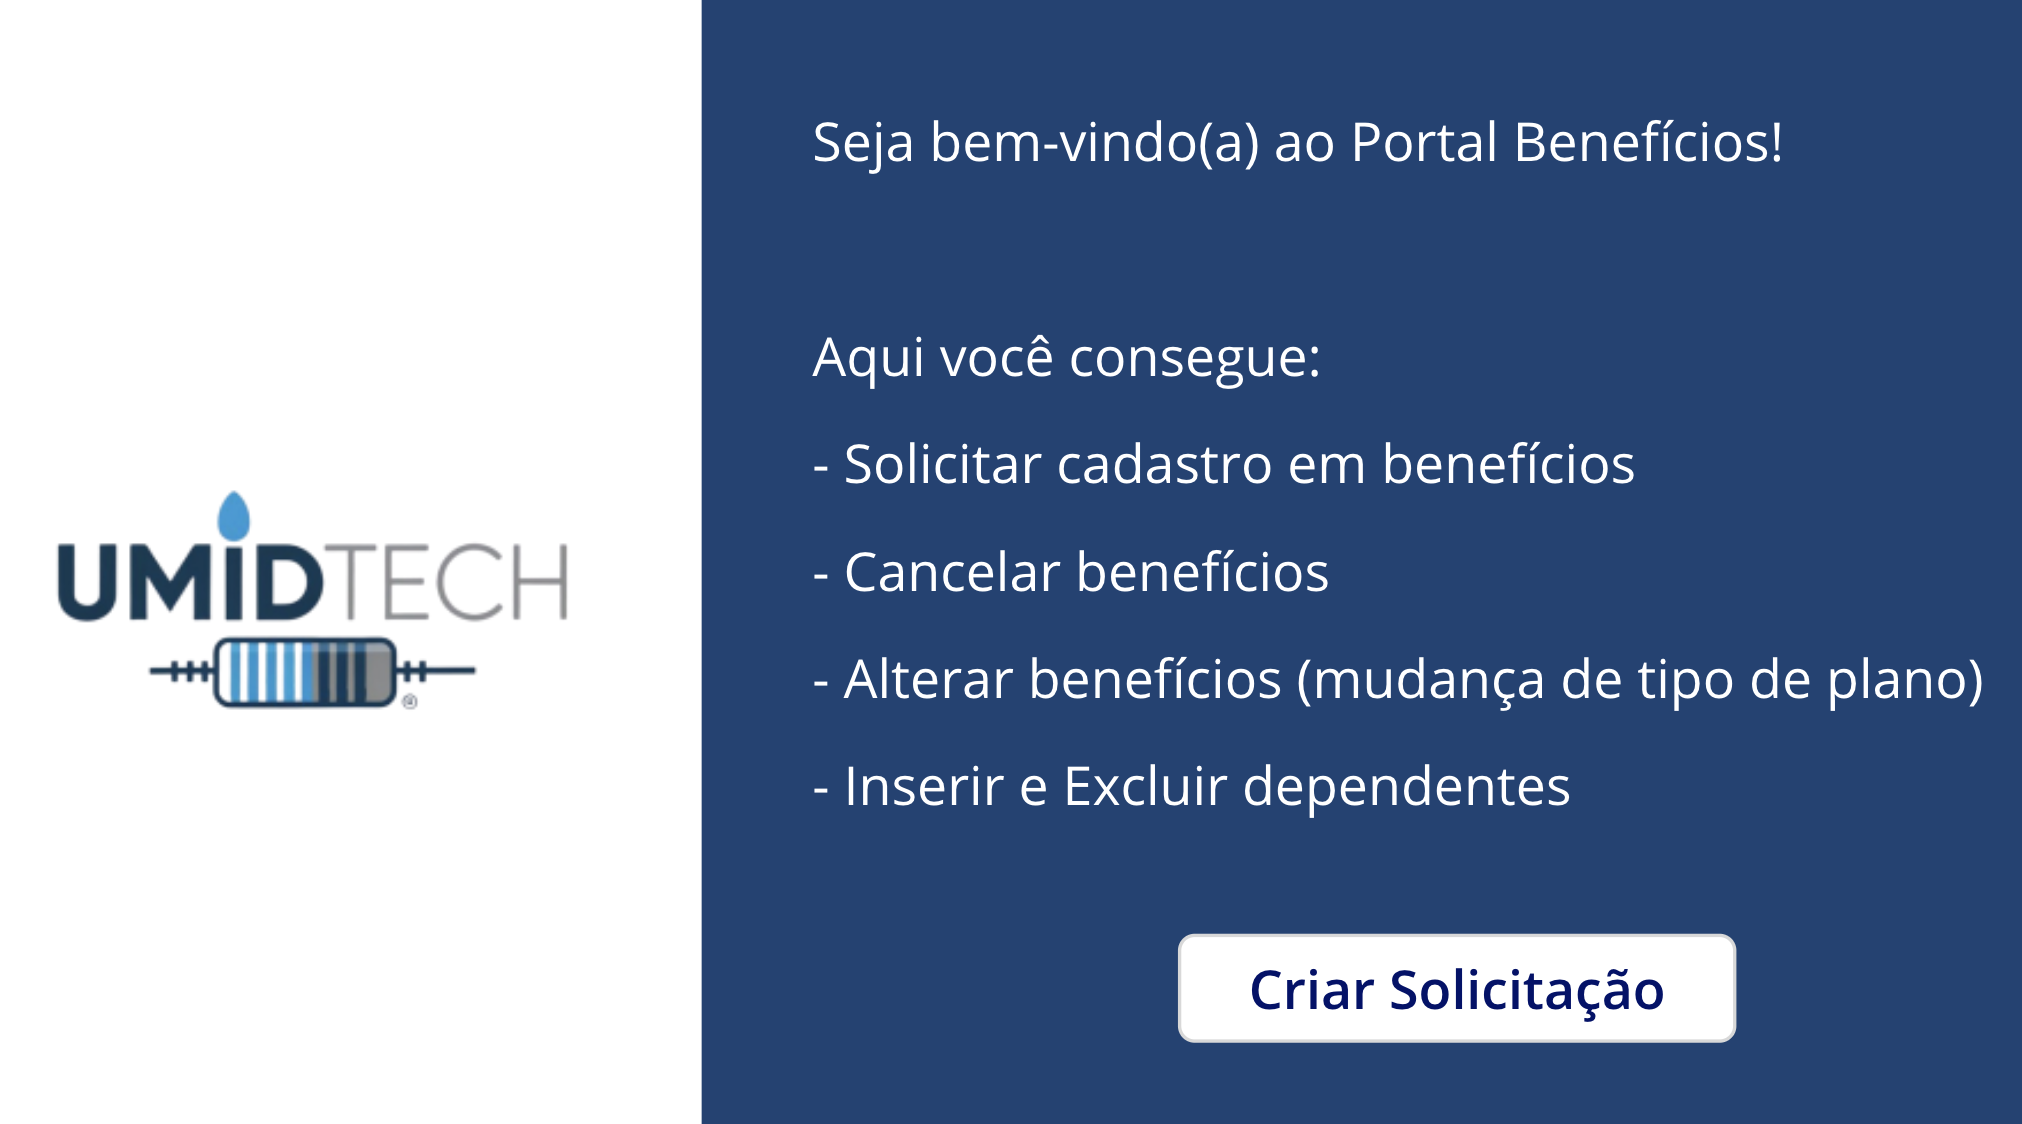 UMIDTECH
®
Seja bem-vindo(a) ao Portal Benefícios!
Aqui você consegue:
- Solicitar cadastro em benefícios
- Cancelar benefícios
- Alterar benefícios (mudança de tipo de plano)
- Inserir e Excluir dependentes
Criar Solicitação